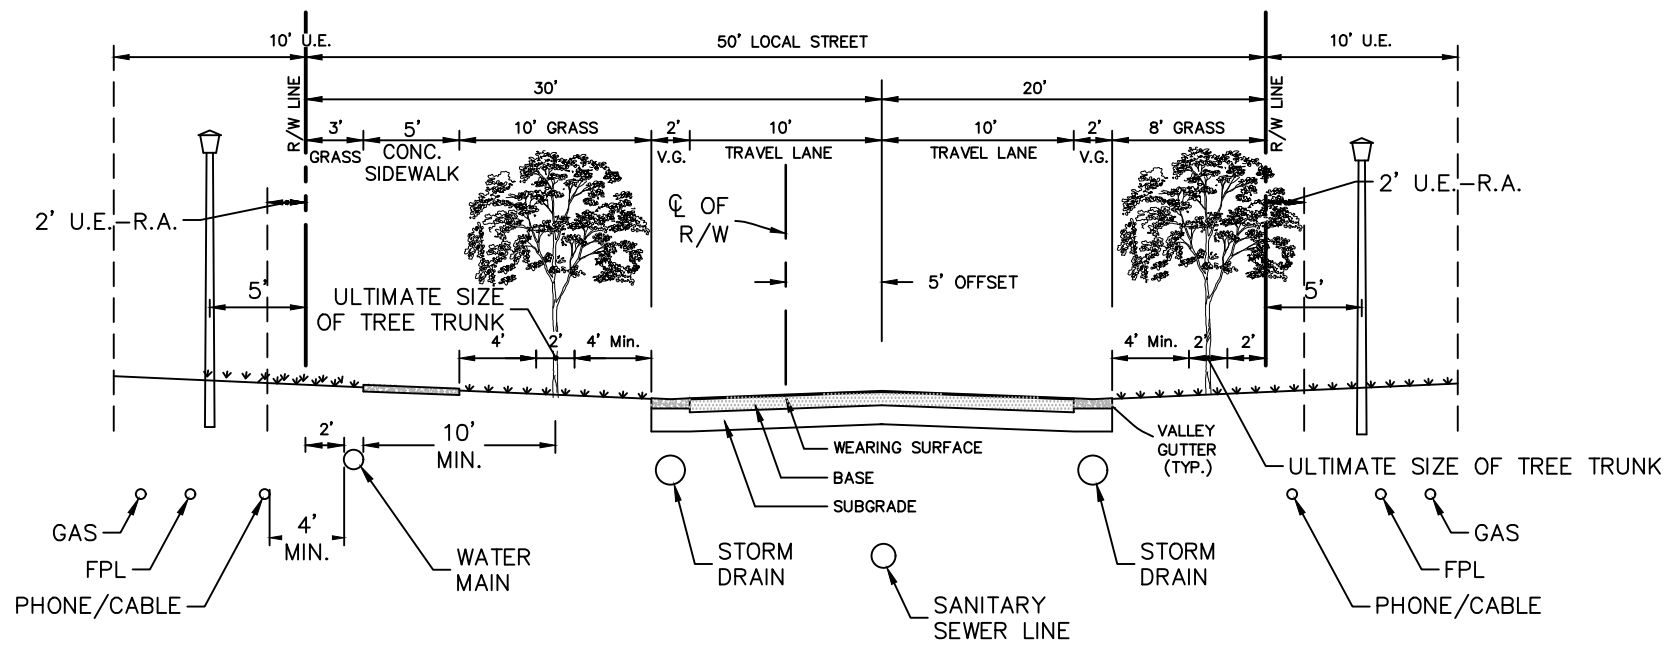 10' U.E.
50' LOCAL STREET
10' U.E.
30'
20'
R/W LINE
R/W LINE
3'
5'
10' GRASS
2'
10'
10'
2'
8' GRASS
GRASS
CONC.
SIDEWALK
V.G.
TRAVEL LANE
TRAVEL LANE
V.G.
2' U.E.-R.A.
2' U.E.-R.A.
℄ OF
R/W
5'
5' OFFSET
5'
ULTIMATE SIZE
OF TREE TRUNK
4'
2'
4' Min.
4' Min.
2'
2'
2'
10'
MIN.
WEARING SURFACE
BASE
SUBGRADE
VALLEY
GUTTER
(TYP.)
ULTIMATE SIZE OF TREE TRUNK
4'
MIN.
GAS
FPL
PHONE/CABLE
WATER
MAIN
STORM
DRAIN
SANITARY
SEWER LINE
STORM
DRAIN
GAS
FPL
PHONE/CABLE